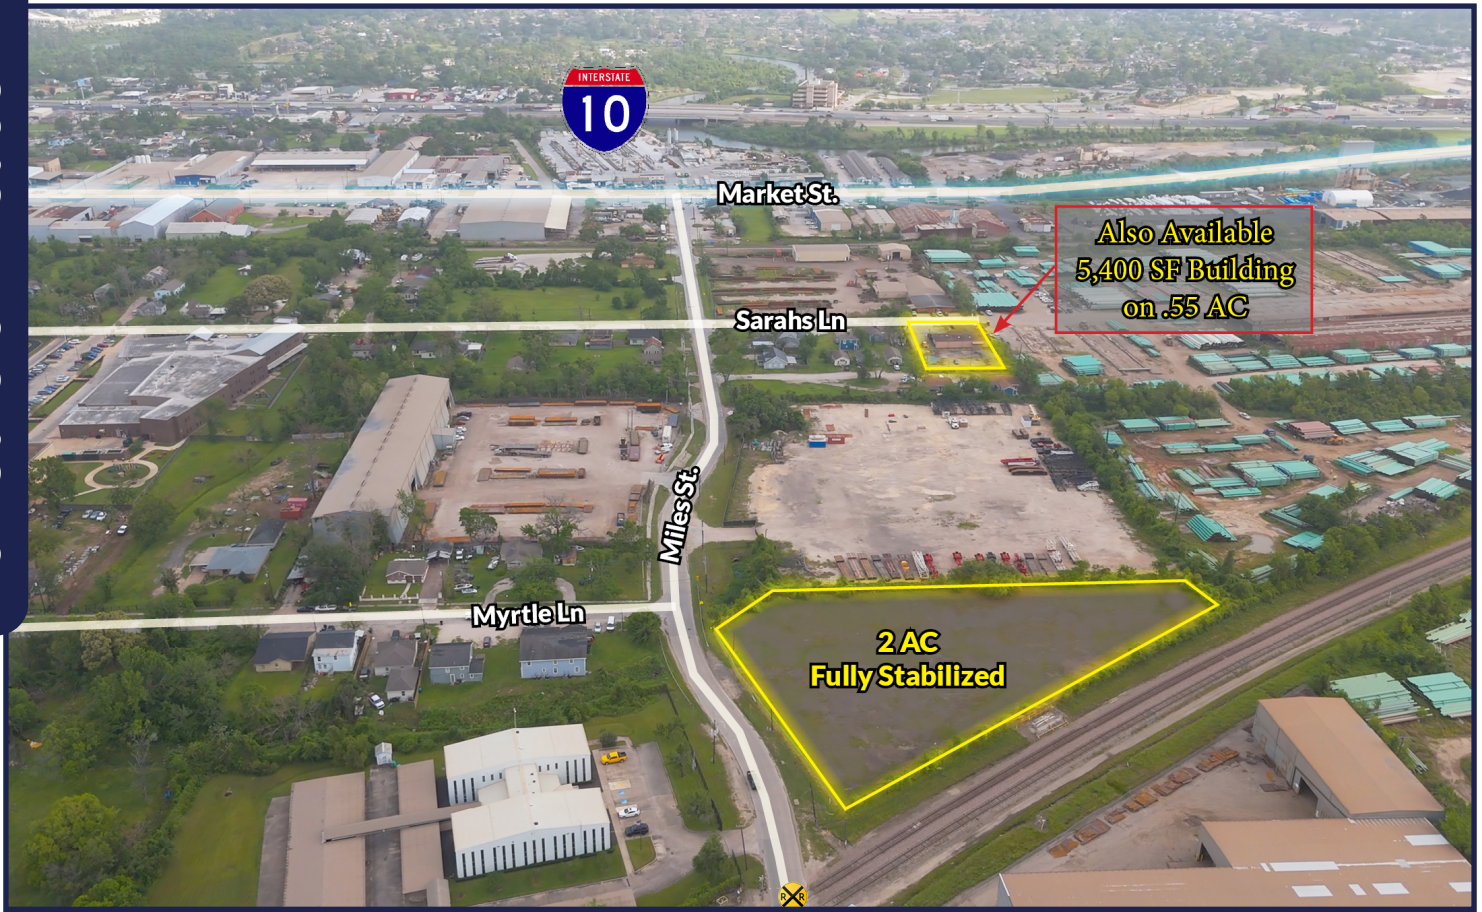 INTERSTATE
10
Market St.
Also Available
5,400 SF Building
on .55 AC
Sarahs Ln
Miles St.
Myrtle Ln
2 AC
Fully Stabilized
R R